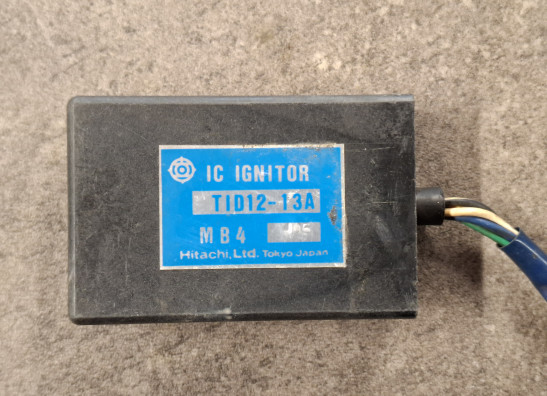 IC IGNITOR
TID12-13A
MB4
Hitachi, Ltd. Tokyo Japan